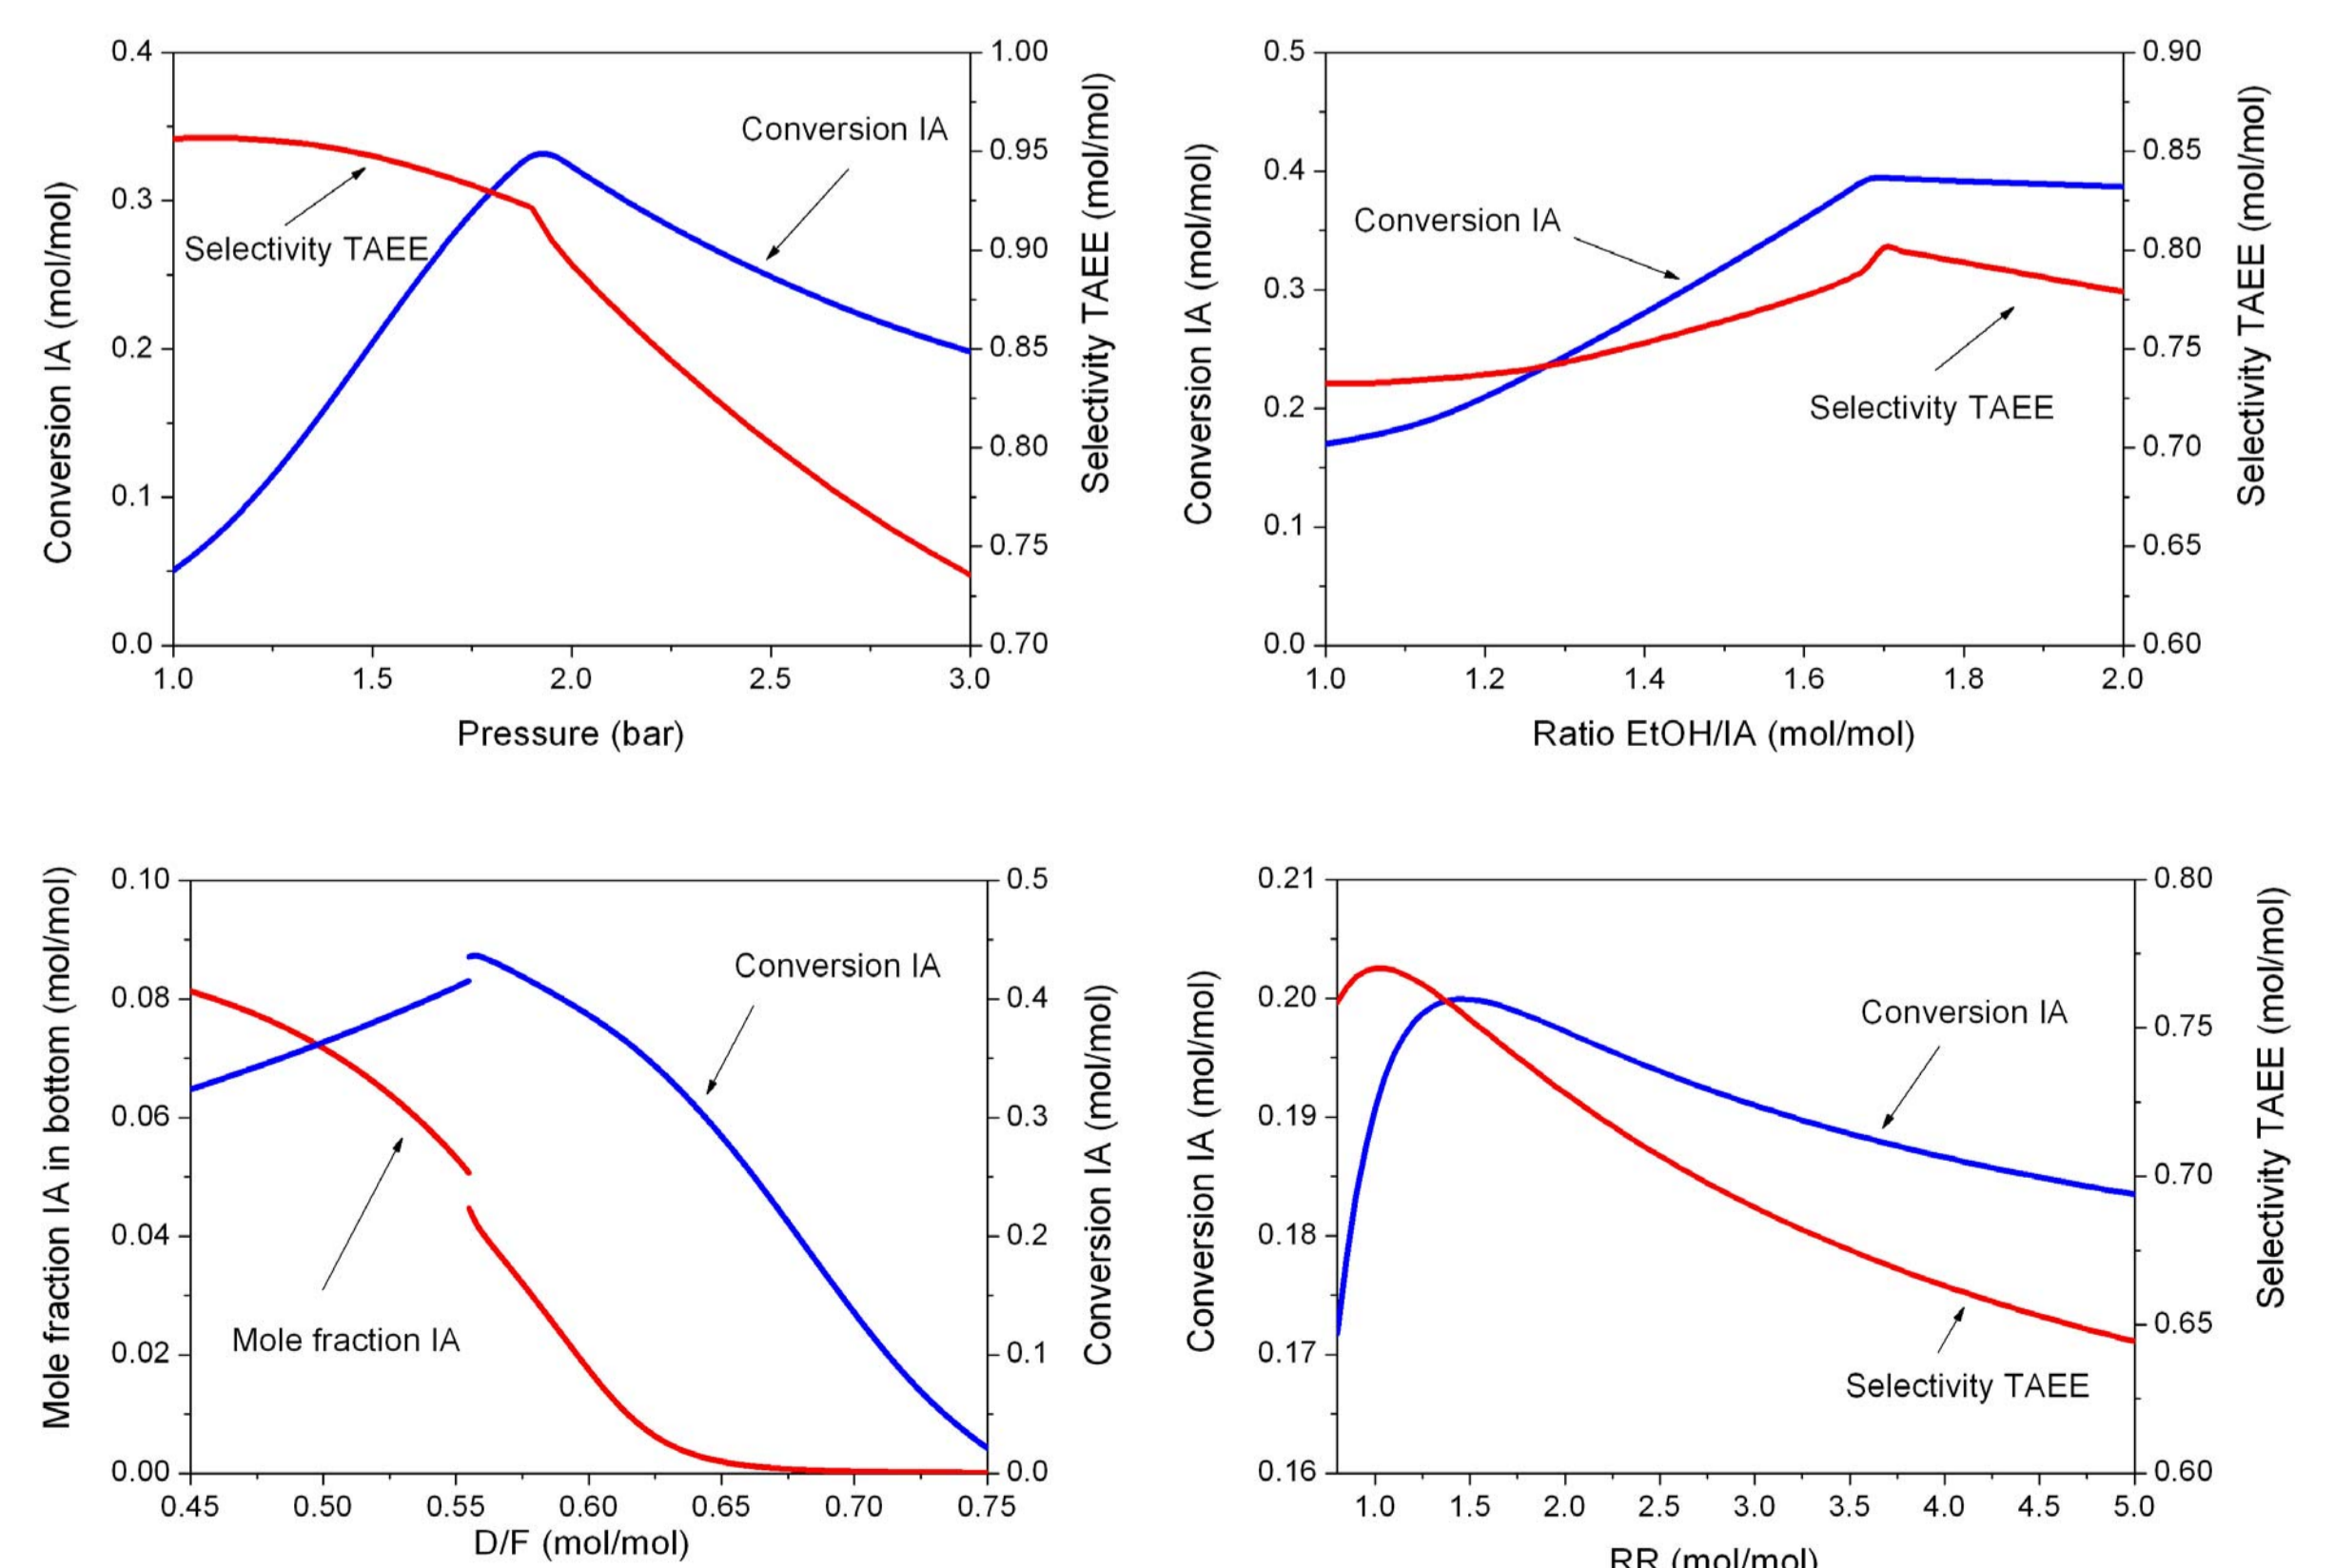 0.4
0.3
0.2
0.1
0.0
Conversion IA (mol/mol)
1.00
0.95
0.90
0.85
0.80
0.75
0.70
Selectivity TAEE (mol/mol)
Conversion IA
Selectivity TAEE
1.0 1.5 2.0 2.5 3.0
Pressure (bar)
0.5
0.4
0.3
0.2
0.1
0.0
Conversion IA (mol/mol)
0.90
0.85
0.80
0.75
0.70
0.65
0.60
Selectivity TAEE (mol/mol)
Conversion IA
Selectivity TAEE
1.0 1.2 1.4 1.6 1.8 2.0
Ratio EtOH/IA (mol/mol)
0.10
0.08
0.06
0.04
0.02
0.00
Mole fraction IA in bottom (mol/mol)
0.5
0.4
0.3
0.2
0.1
0.0
Conversion IA (mol/mol)
Conversion IA
Mole fraction IA
0.45 0.50 0.55 0.60 0.65 0.70 0.75
D/F (mol/mol)
0.21
0.20
0.19
0.18
0.17
0.16
Conversion IA (mol/mol)
0.80
0.75
0.70
0.65
0.60
Selectivity TAEE (mol/mol)
Conversion IA
Selectivity TAEE
1.0 1.5 2.0 2.5 3.0 3.5 4.0 4.5 5.0
RR (mol/mol)